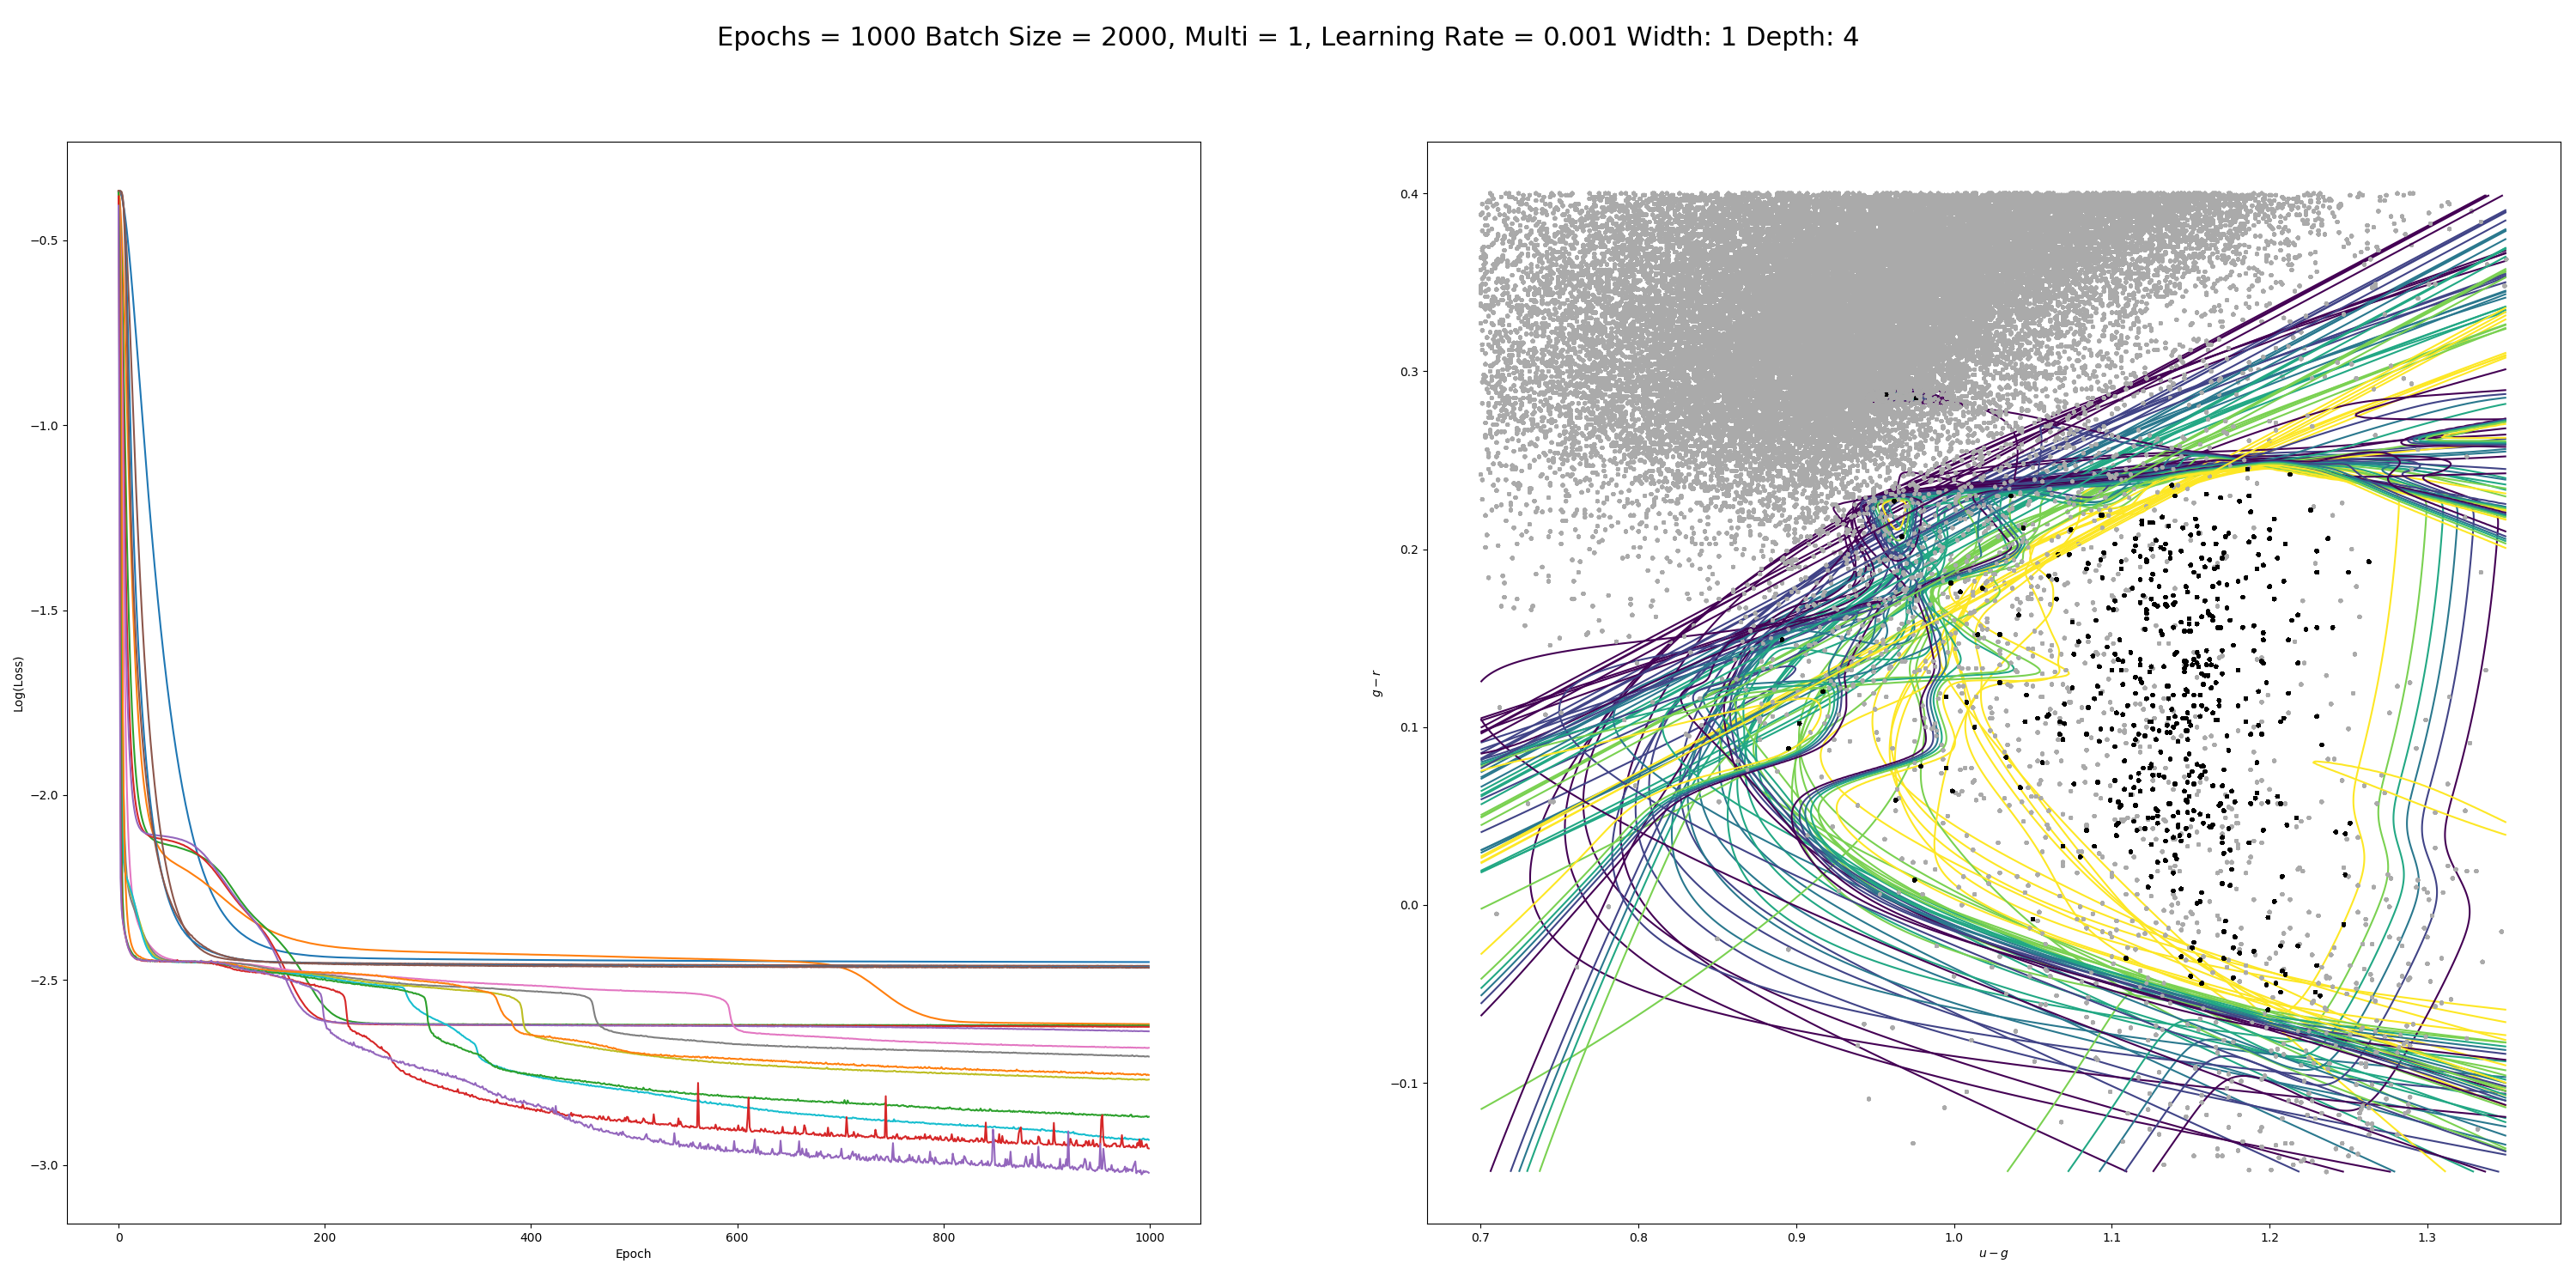 Epochs = 1000 Batch Size = 2000, Multi = 1, Learning Rate = 0.001 Width: 1 Depth: 4
−0.5
−1.0
−1.5
−2.0
−2.5
−3.0
Log(Loss)
0 200 400 600 800 1000
Epoch
0.4
0.3
0.2
0.1
0.0
−0.1
g − r
0.7 0.8 0.9 1.0 1.1 1.2 1.3
u − g